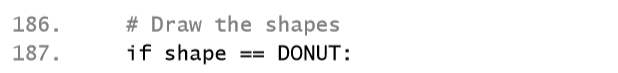 186.     # Draw the shapes
187.     if shape == DONUT: